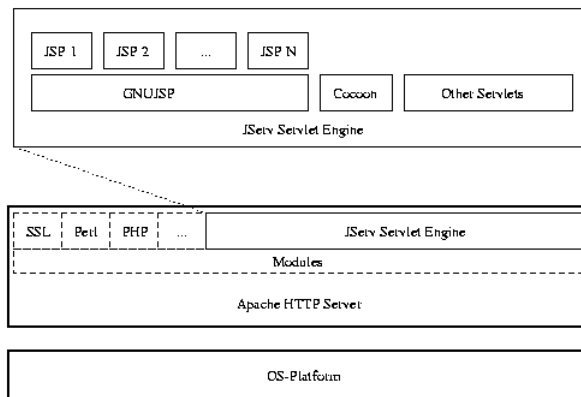 JSP 1 JSP 2 ... JSP N
GNUJSP Cocoon Other Servlets
JServ Servlet Engine
SSL Perl PHP ... JServ Servlet Engine
Modules
Apache HTTP Server
OS-Platform